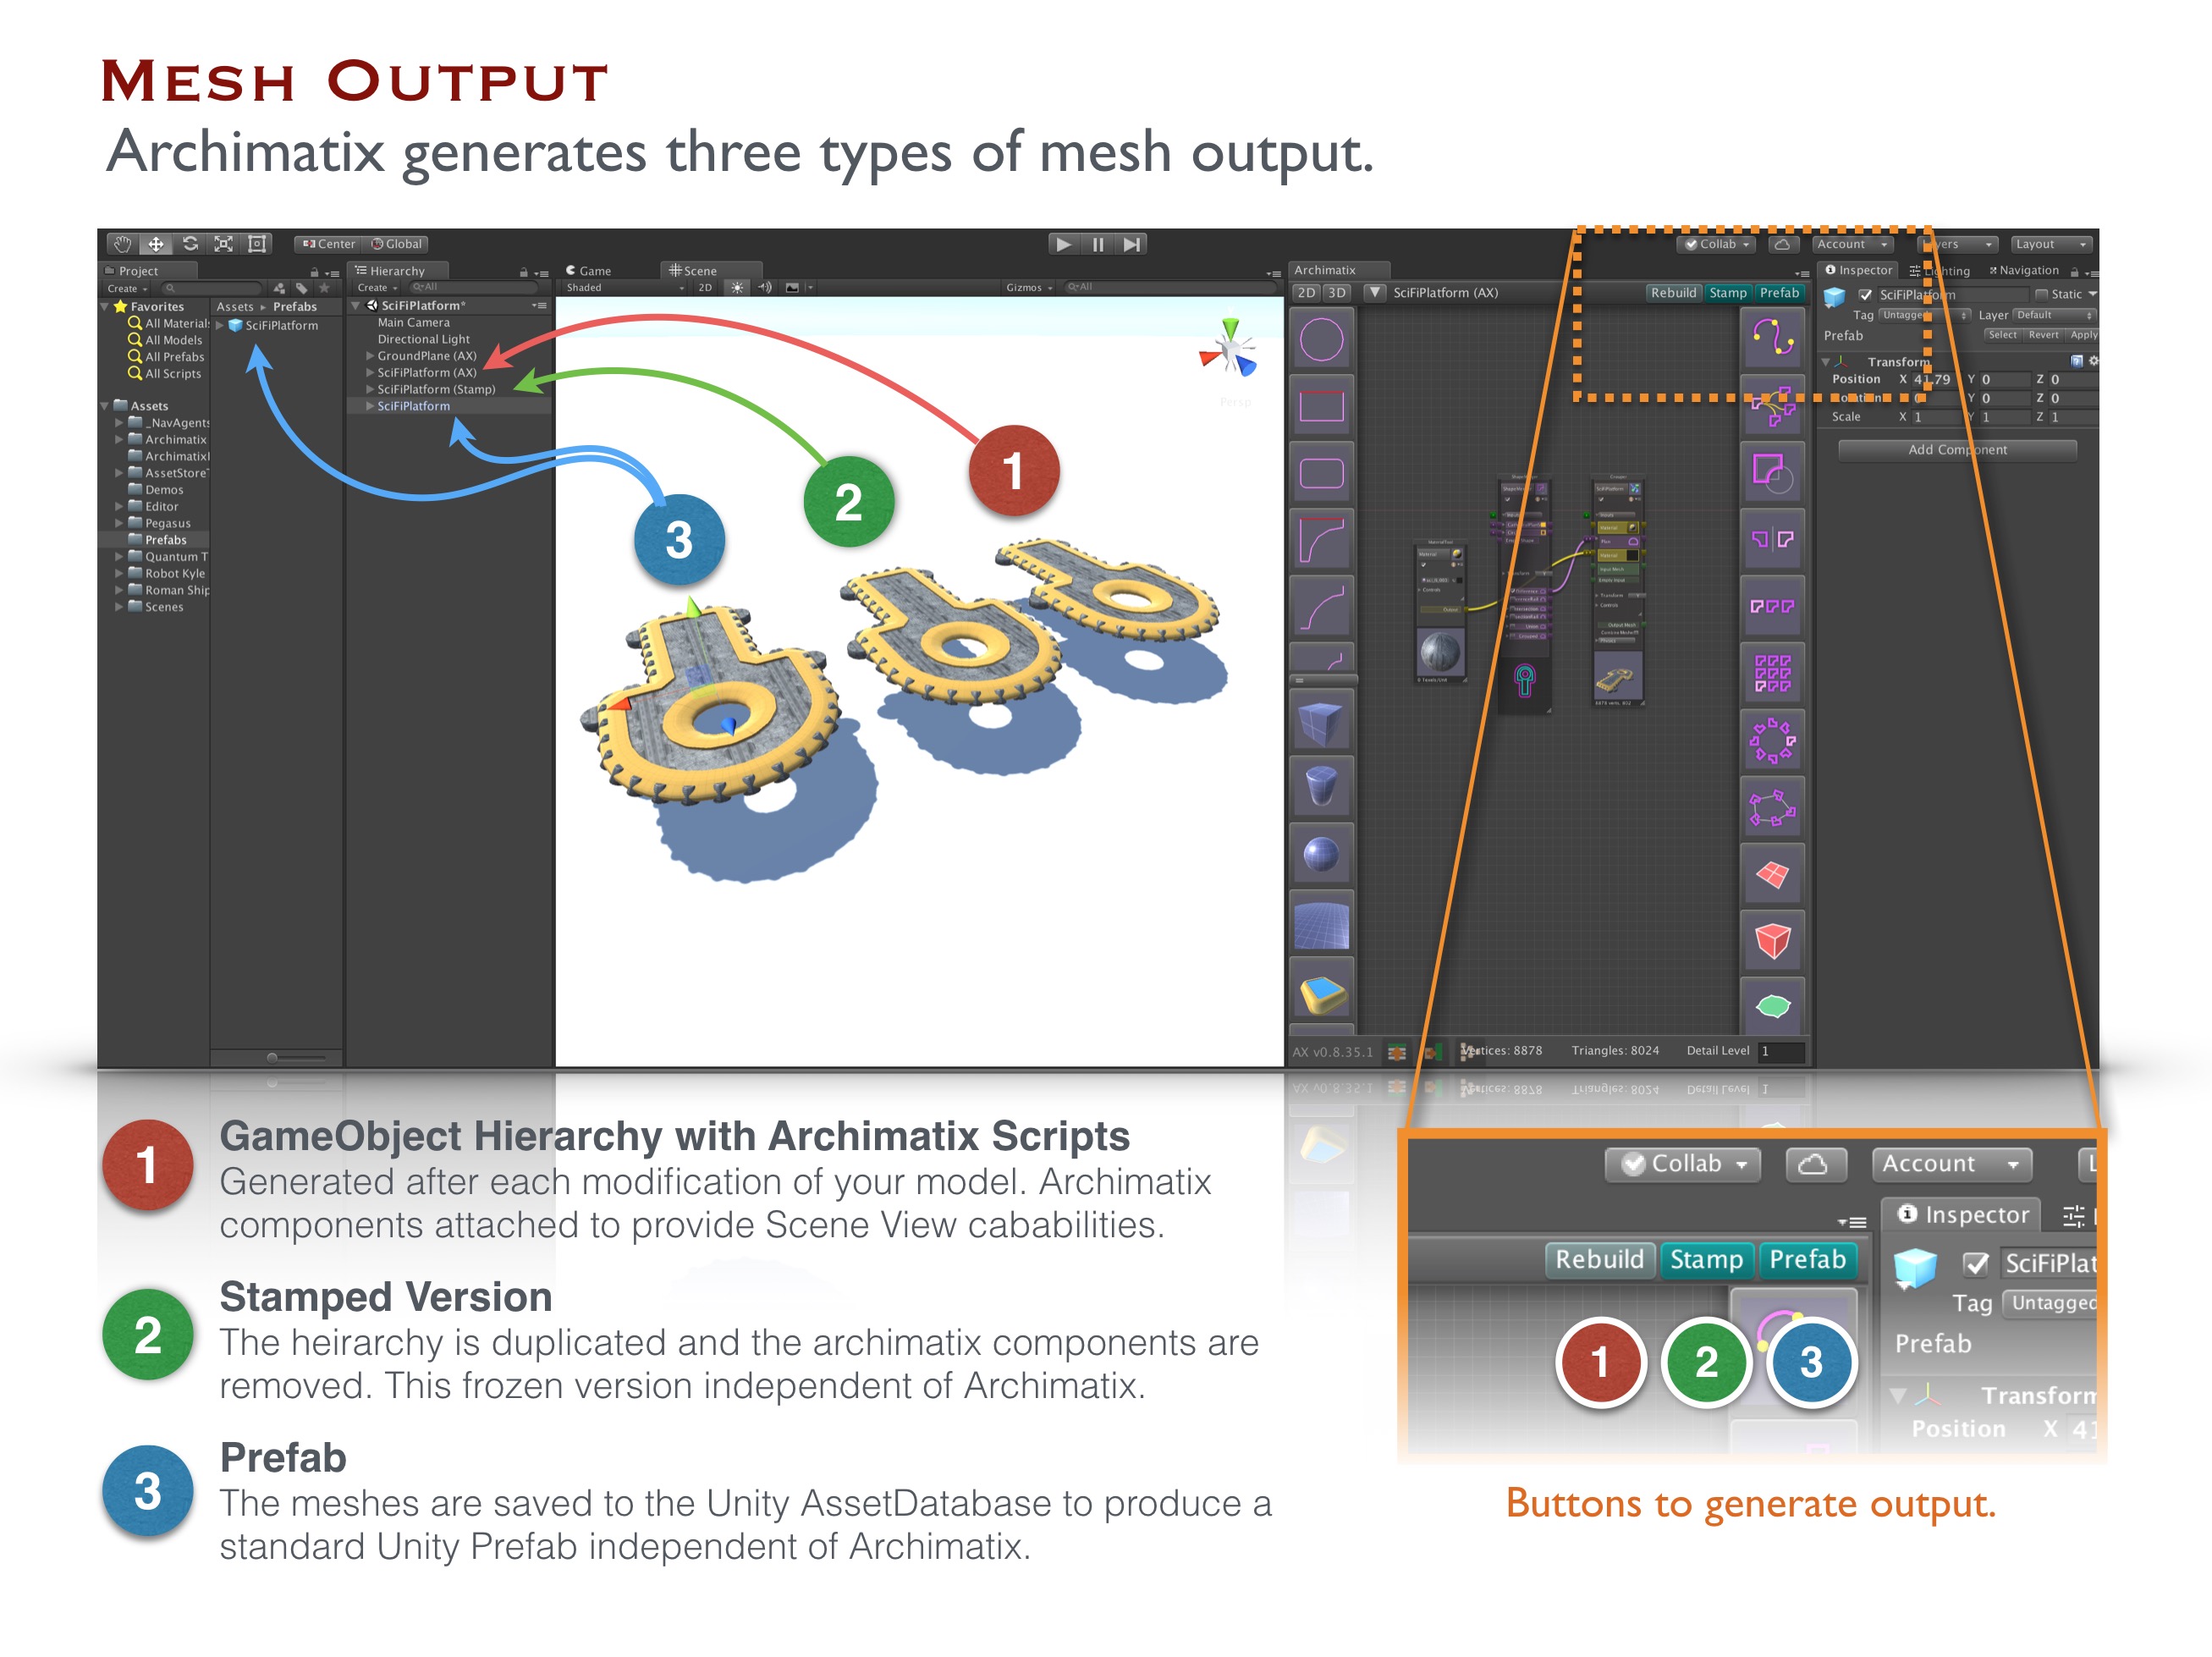 MESH OUTPUT
Archimatix generates three types of mesh output.
Center Global
Collab Account Layers Layout
Project
Create
Favorites
All Materials
All Models
All Prefabs
All Scripts
Assets
_NavAgents
Archimatix
Demos
Editor
Pegasus
Prefabs
Quantum T
Robot Kyle
Roman Ship
Scenes
Assets Prefabs
SciFiPlatform
Hierarchy
Create All
SciFiPlatform*
Main Camera
Directional Light
GroundPlane (AX)
SciFiPlatform (AX)
SciFiPlatform (Stamp)
SciFiPlatform
Game Scene
Shaded 2D Gizmos All
Persp
1
2
3
Archimatix
2D 3D SciFiPlatform (AX) Rebuild Stamp Prefab
AX v0.8.35.1 Vertices: 8878 Triangles: 8024 Detail Level 1
Inspector Lighting Navigation
SciFiPlatform Static
Tag Untagged Layer Default
Prefab Select Revert Apply
Transform
Position X 41.79 Y 0 Z 0
Rotation Y 0 Z 0
Scale X 1 Y 1 Z 1
Add Component
1
GameObject Hierarchy with Archimatix Scripts
Generated after each modification of your model. Archimatix
components attached to provide Scene View cababilities.
2
Stamped Version
The heirarchy is duplicated and the archimatix components are
removed. This frozen version independent of Archimatix.
3
Prefab
The meshes are saved to the Unity AssetDatabase to produce a
standard Unity Prefab independent of Archimatix.
Collab Account L
Inspector
Rebuild Stamp Prefab
SciFiPlat
Tag Untagged
1 2 3
Prefab
Transform
Position X 41
Buttons to generate output.